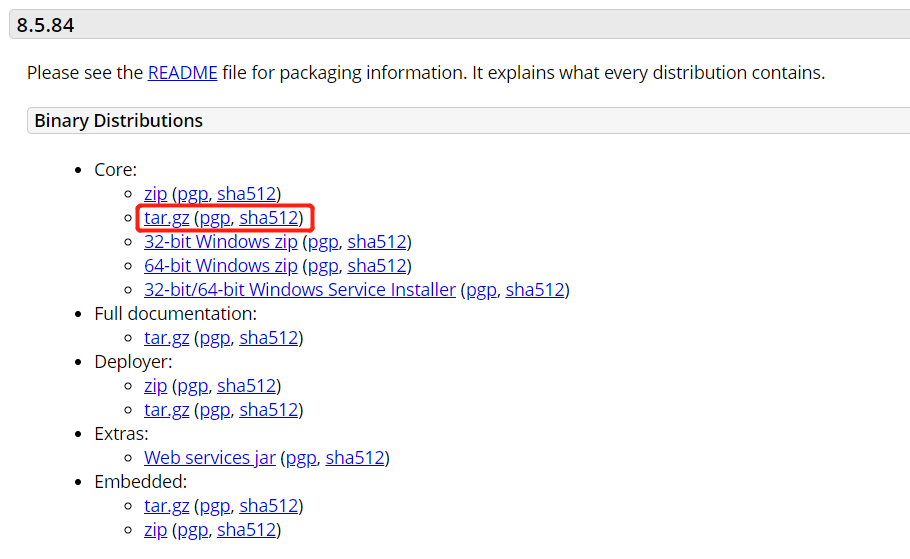 8.5.84
Please see the README file for packaging information. It explains what every distribution contains.
Binary Distributions
Core:
zip (pgp, sha512)
tar.gz (pgp, sha512)
32-bit Windows zip (pgp, sha512)
64-bit Windows zip (pgp, sha512)
32-bit/64-bit Windows Service Installer (pgp, sha512)
Full documentation:
tar.gz (pgp, sha512)
Deployer:
zip (pgp, sha512)
tar.gz (pgp, sha512)
Extras:
Web services jar (pgp, sha512)
Embedded:
tar.gz (pgp, sha512)
zip (pgp, sha512)